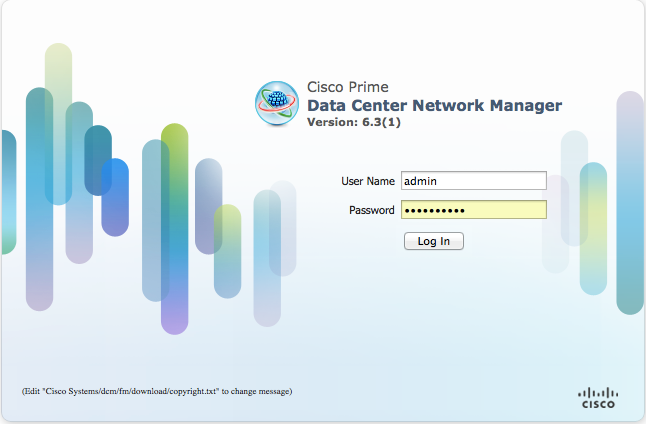 Cisco Prime
Data Center Network Manager
Version: 6.3(1)
User Name admin
Password ••••••••••
Log In
(Edit "Cisco Systems/dcm/fm/download/copyright.txt" to change message)
CISCO